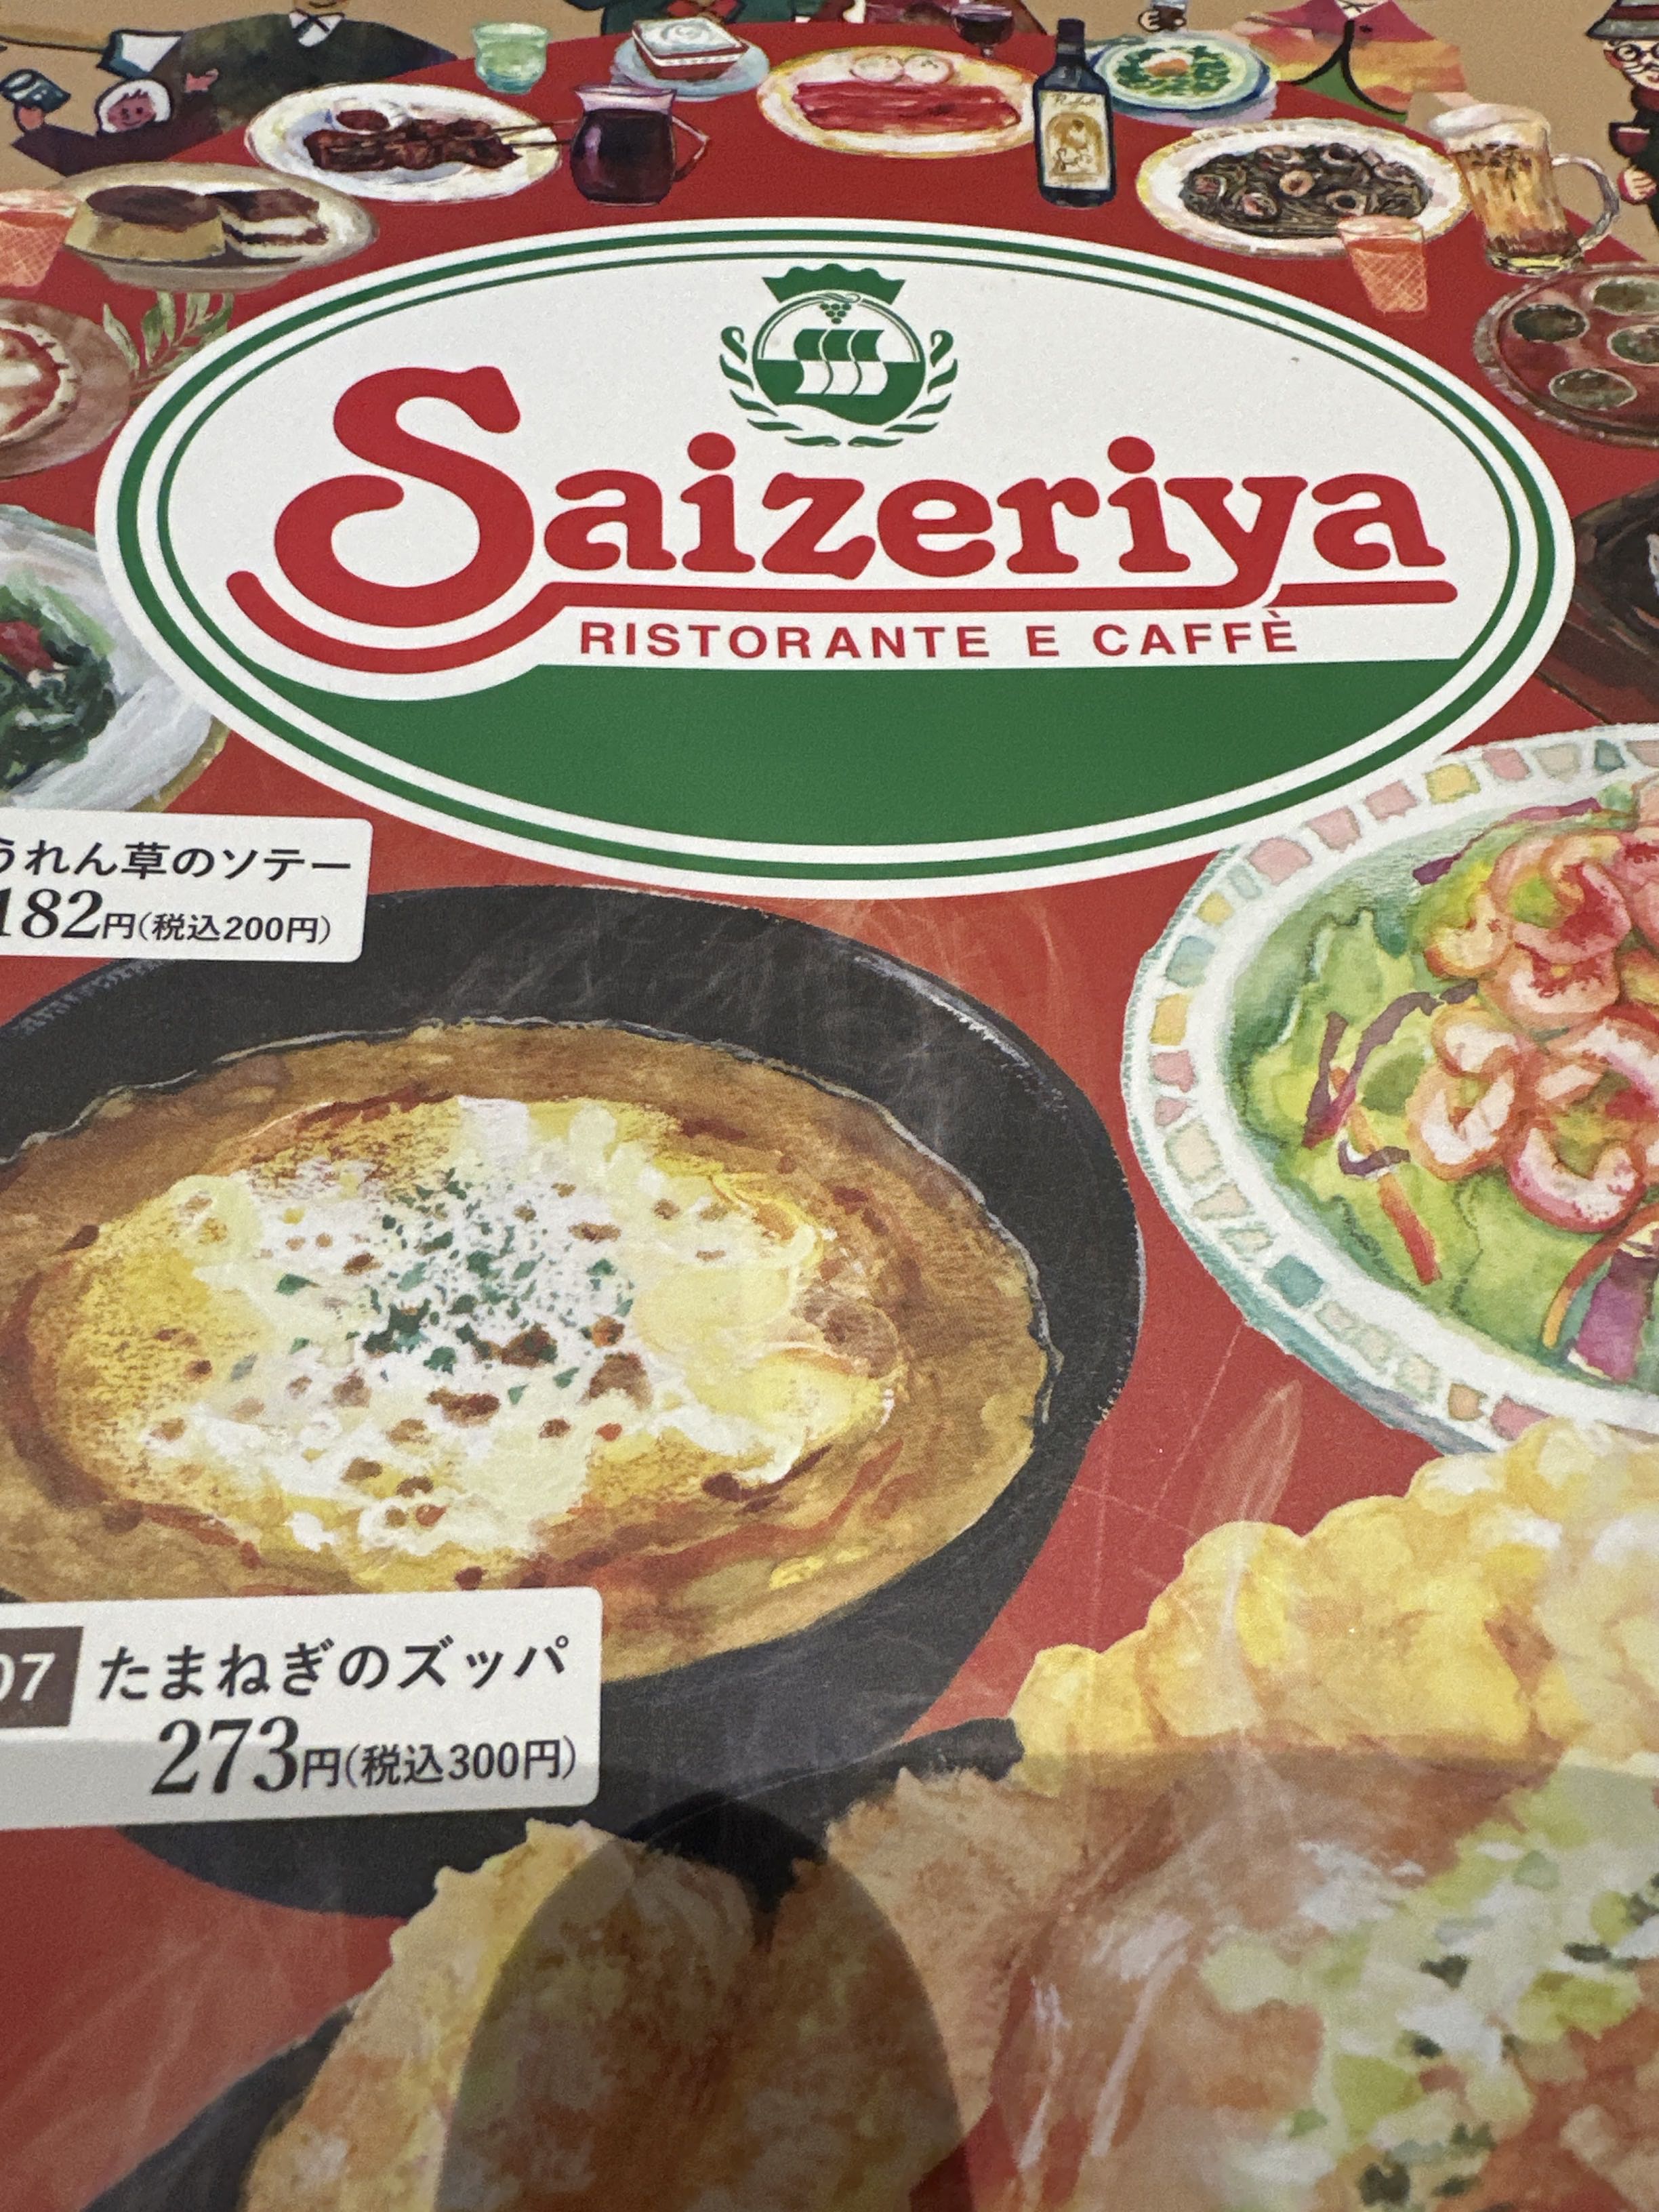 Saizeriya
RISTORANTE E CAFFÈ
うれん草のソテー
182円(税込200円)
07 たまねぎのズッパ
273円(税込300円)